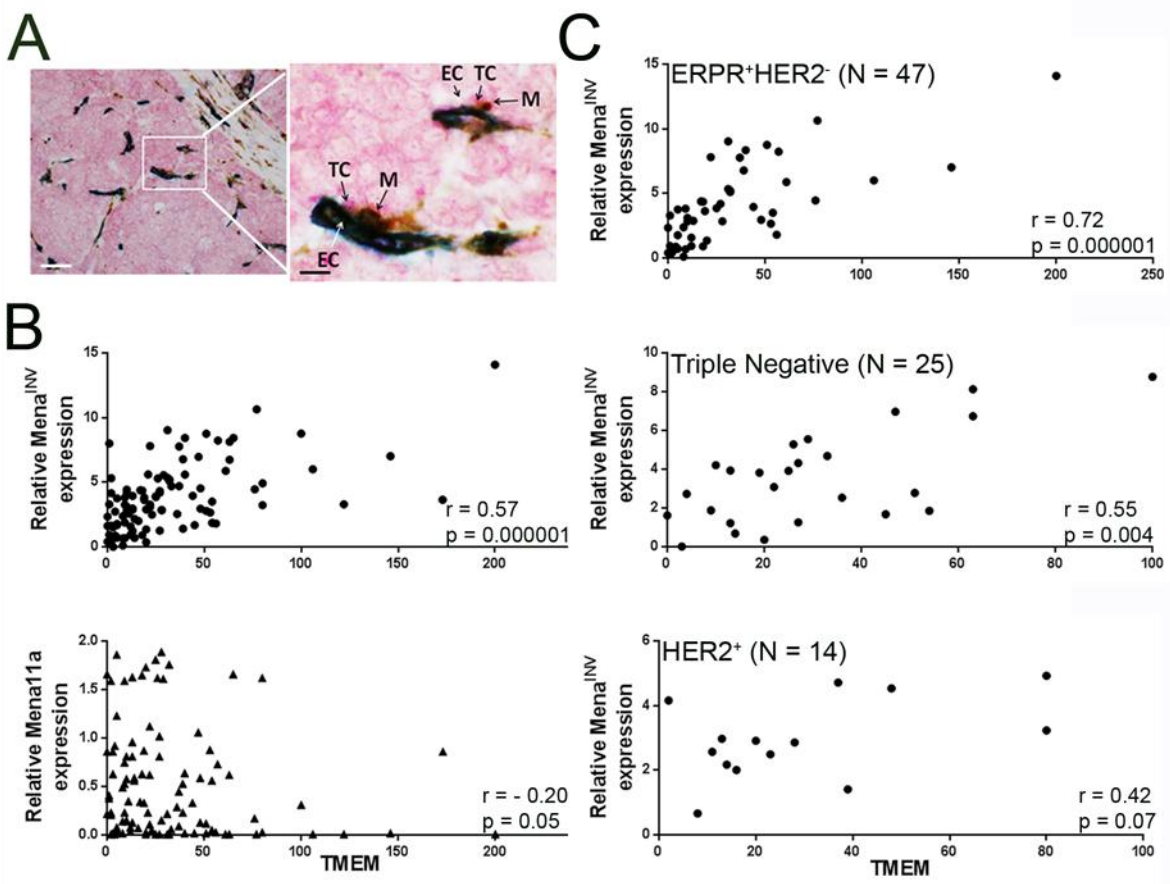 A
EC TC
M
TC
M
EC
B
Relative Mena^INV
expression
15
10
5
0
0 50 100 150 200
r = 0.57
p = 0.000001
Relative Mena11a
expression
2.0
1.5
1.0
0.5
0.0
0 50 100 150 200
r = - 0.20
p = 0.05
TMEM
C
ERPR⁺HER2⁻ (N = 47)
Relative Mena^INV
expression
15
10
5
0
0 50 100 150 200 250
r = 0.72
p = 0.000001
Triple Negative (N = 25)
Relative Mena^INV
expression
10
8
6
4
2
0
0 20 40 60 80 100
r = 0.55
p = 0.004
HER2⁺ (N = 14)
Relative Mena^INV
expression
6
4
2
0
0 20 40 60 80 100
r = 0.42
p = 0.07
TMEM